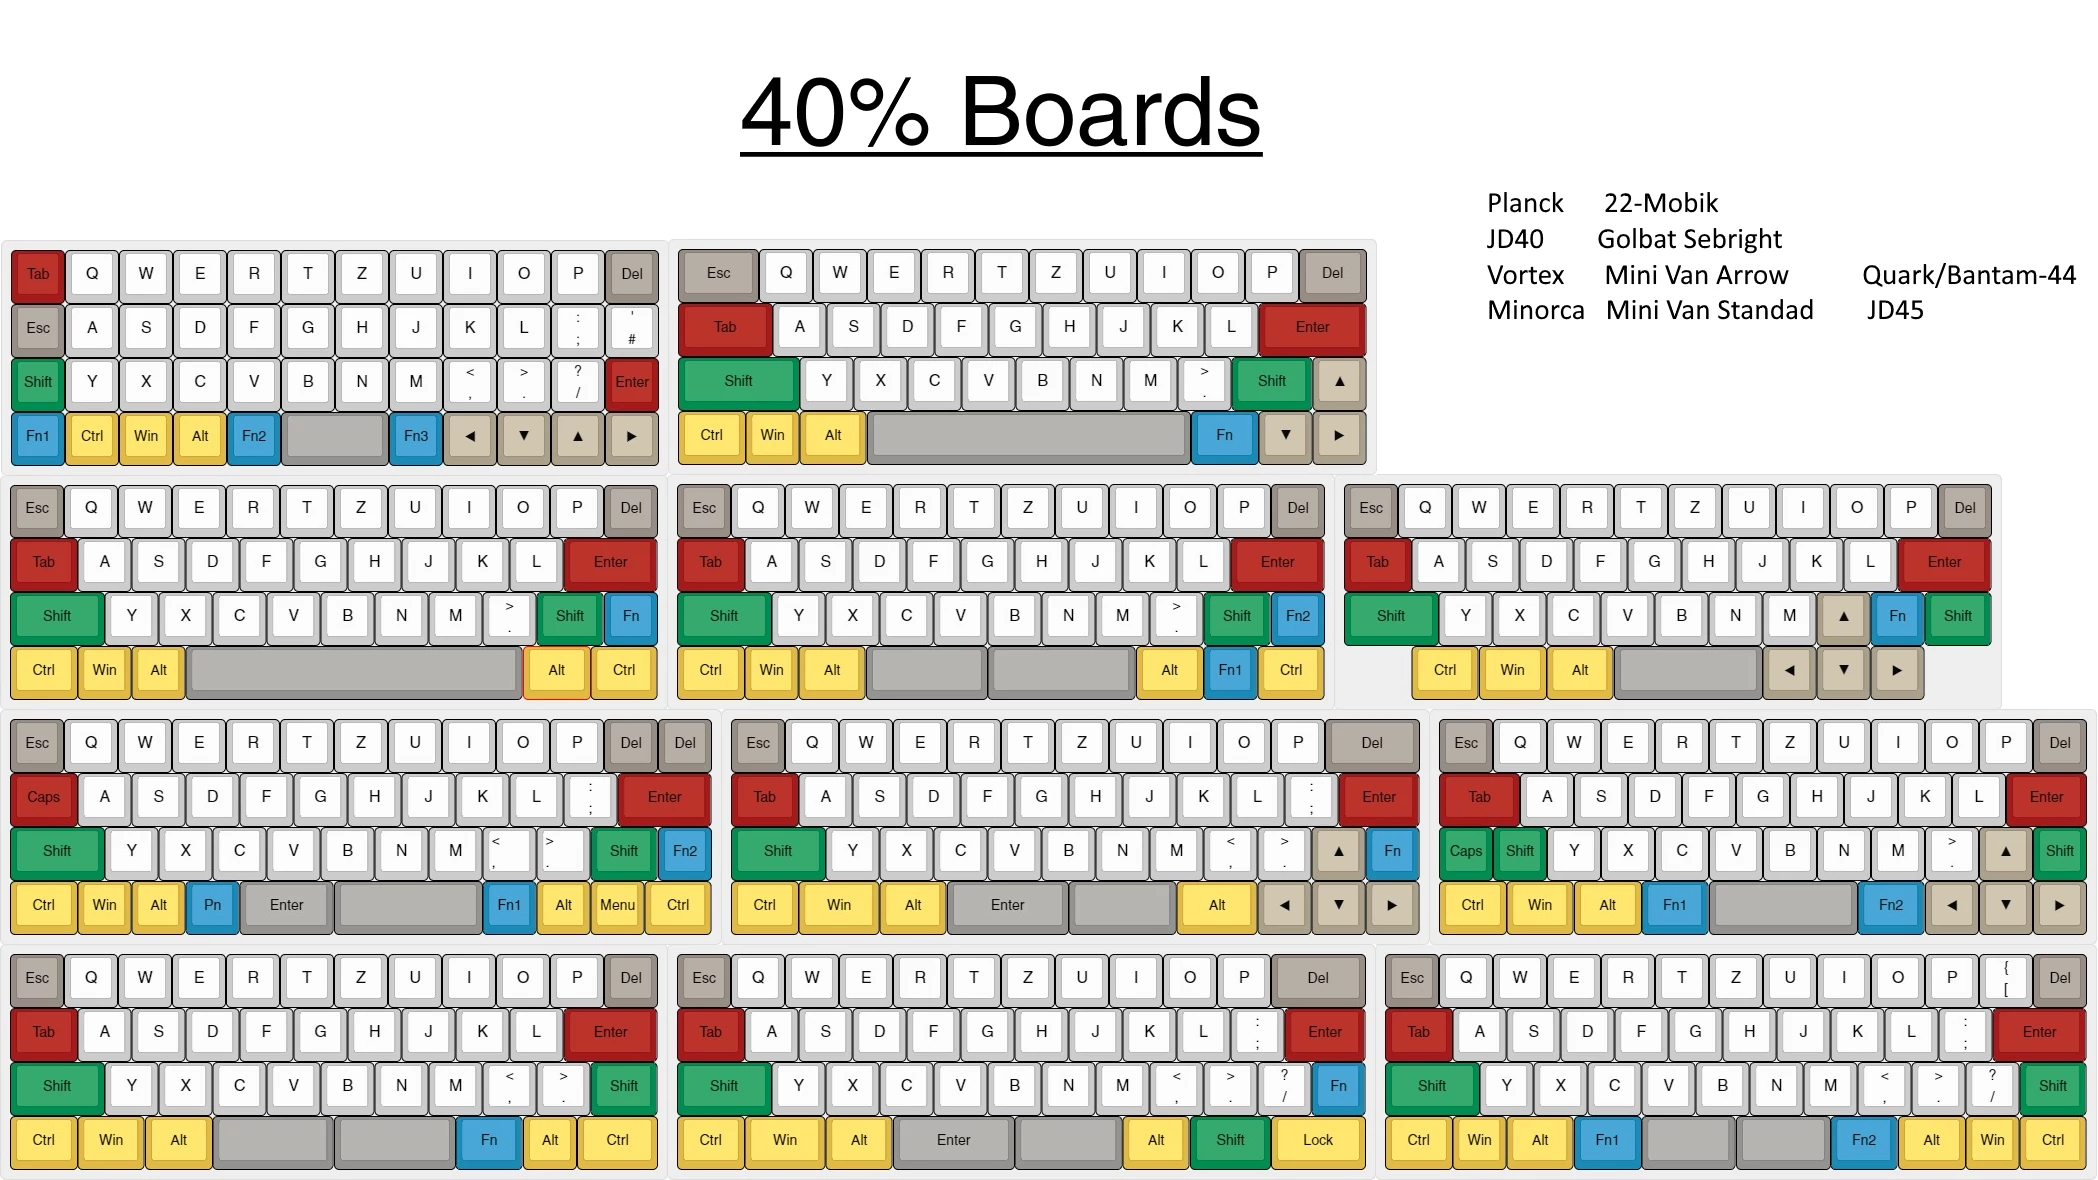 40% Boards
Planck 22-Mobik
JD40 Golbat Sebright
Vortex Mini Van Arrow Quark/Bantam-44
Minorca Mini Van Standad JD45
Tab Q W E R T Z U I O P Del
Esc A S D F G H J K L : ; ' #
Shift Y X C V B N M < , > . ? / Enter
Fn1 Ctrl Win Alt Fn2 Fn3 ◀ ▼ ▲ ▶
Esc Q W E R T Z U I O P Del
Tab A S D F G H J K L Enter
Shift Y X C V B N M > . Shift ▲
Ctrl Win Alt Fn ▼ ▶
Esc Q W E R T Z U I O P Del
Tab A S D F G H J K L Enter
Shift Y X C V B N M > . Shift Fn
Ctrl Win Alt Alt Ctrl
Esc Q W E R T Z U I O P Del
Tab A S D F G H J K L Enter
Shift Y X C V B N M > . Shift Fn2
Ctrl Win Alt Alt Fn1 Ctrl
Esc Q W E R T Z U I O P Del
Tab A S D F G H J K L Enter
Shift Y X C V B N M ▲ Fn Shift
Ctrl Win Alt ◀ ▼ ▶
Esc Q W E R T Z U I O P Del Del
Caps A S D F G H J K L : ; Enter
Shift Y X C V B N M < , > . Shift Fn2
Ctrl Win Alt Pn Enter Fn1 Alt Menu Ctrl
Esc Q W E R T Z U I O P Del
Tab A S D F G H J K L : ; Enter
Shift Y X C V B N M < , > . ▲ Fn
Ctrl Win Alt Enter Alt ◀ ▼ ▶
Esc Q W E R T Z U I O P Del
Tab A S D F G H J K L Enter
Caps Shift Y X C V B N M > . ▲ Shift
Ctrl Win Alt Fn1 Fn2 ◀ ▼ ▶
Esc Q W E R T Z U I O P Del
Tab A S D F G H J K L Enter
Shift Y X C V B N M < , > . Shift
Ctrl Win Alt Fn Alt Ctrl
Esc Q W E R T Z U I O P Del
Tab A S D F G H J K L : ; Enter
Shift Y X C V B N M < , > . ? / Fn
Ctrl Win Alt Enter Alt Shift Lock
Esc Q W E R T Z U I O P { [ Del
Tab A S D F G H J K L : ; Enter
Shift Y X C V B N M < , > . ? / Shift
Ctrl Win Alt Fn1 Fn2 Alt Win Ctrl